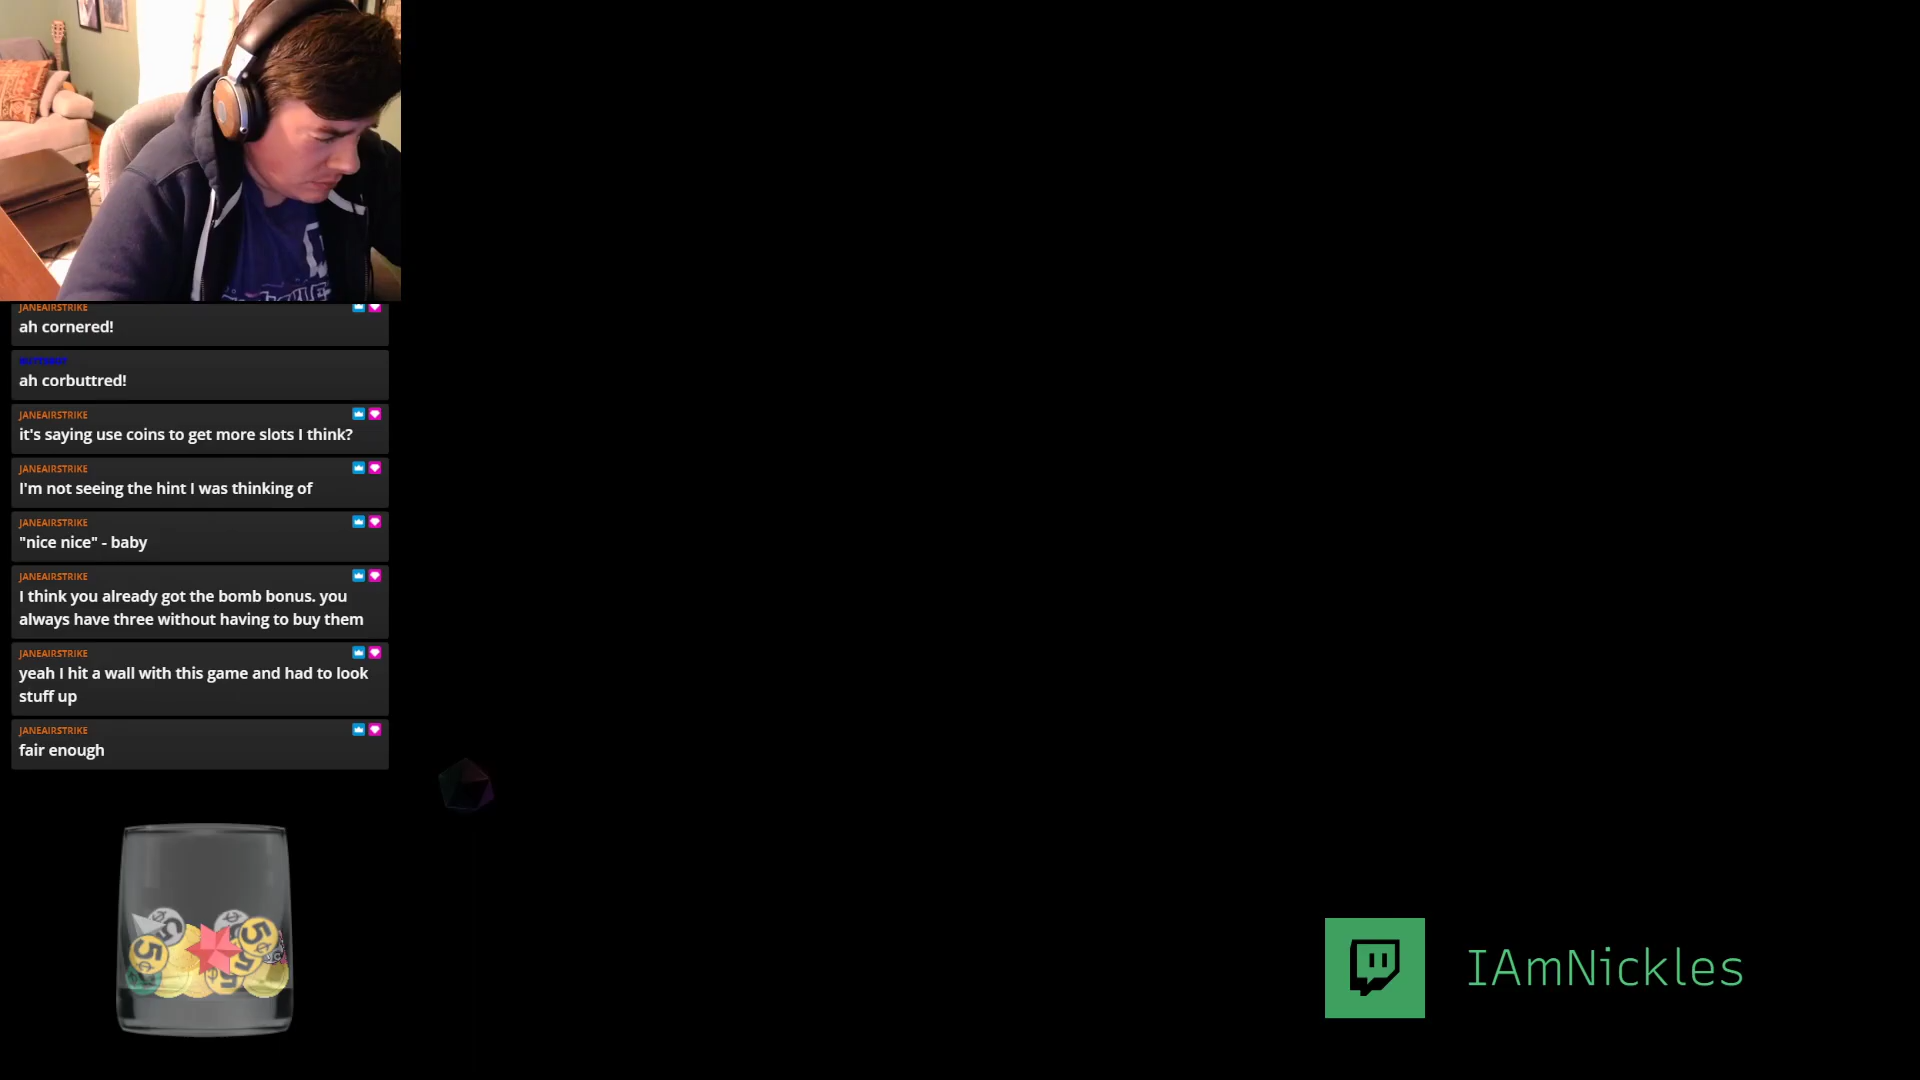 JANEAIRSTRIKE
ah cornered!
ah corbuttred!
JANEAIRSTRIKE
it's saying use coins to get more slots I think?
JANEAIRSTRIKE
I'm not seeing the hint I was thinking of
JANEAIRSTRIKE
"nice nice" - baby
JANEAIRSTRIKE
I think you already got the bomb bonus. you
always have three without having to buy them
JANEAIRSTRIKE
yeah I hit a wall with this game and had to look
stuff up
JANEAIRSTRIKE
fair enough
5¢
5¢
IAmNickles